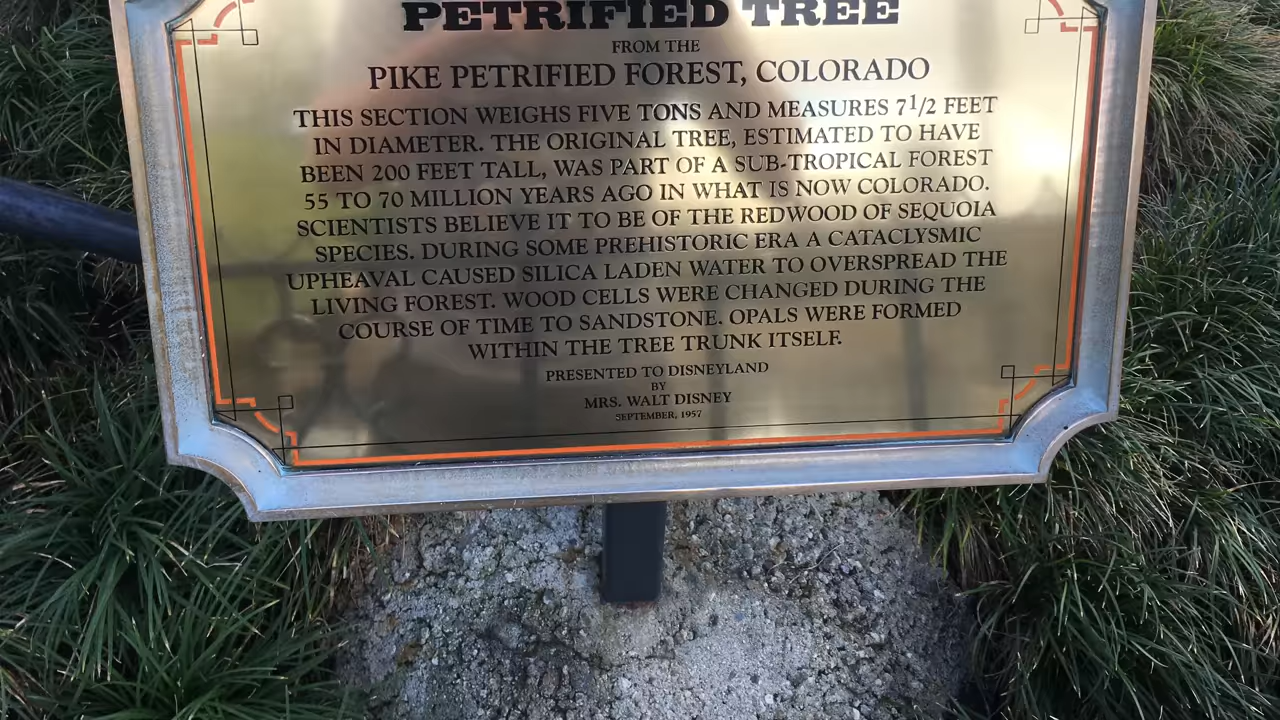 PETRIFIED TREE
FROM THE
PIKE PETRIFIED FOREST, COLORADO
THIS SECTION WEIGHS FIVE TONS AND MEASURES 7 1/2 FEET
IN DIAMETER. THE ORIGINAL TREE, ESTIMATED TO HAVE
BEEN 200 FEET TALL, WAS PART OF A SUB-TROPICAL FOREST
55 TO 70 MILLION YEARS AGO IN WHAT IS NOW COLORADO.
SCIENTISTS BELIEVE IT TO BE OF THE REDWOOD OF SEQUOIA
SPECIES. DURING SOME PREHISTORIC ERA A CATACLYSMIC
UPHEAVAL CAUSED SILICA LADEN WATER TO OVERSPREAD THE
LIVING FOREST. WOOD CELLS WERE CHANGED DURING THE
COURSE OF TIME TO SANDSTONE. OPALS WERE FORMED
WITHIN THE TREE TRUNK ITSELF.
PRESENTED TO DISNEYLAND
BY
MRS. WALT DISNEY
SEPTEMBER, 1957